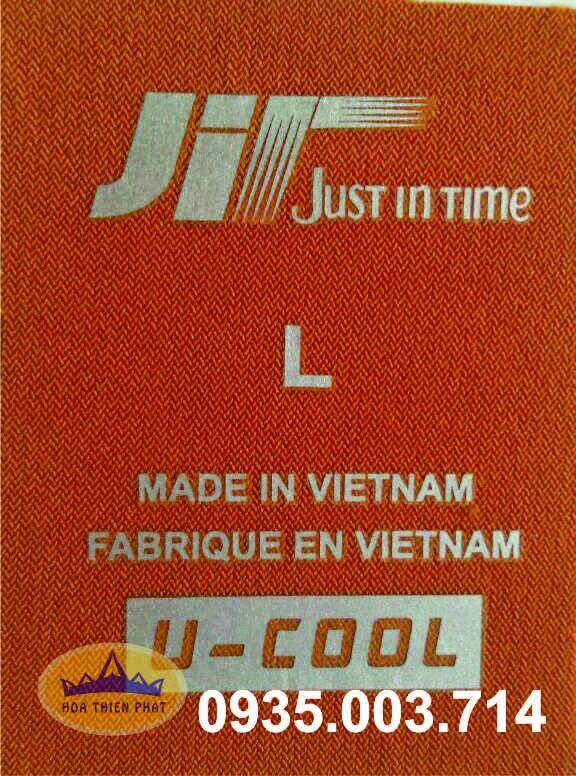 JiT
Just in Time
L
MADE IN VIETNAM
FABRIQUE EN VIETNAM
U-COOL
HOA THIEN PHAT
0935.003.714